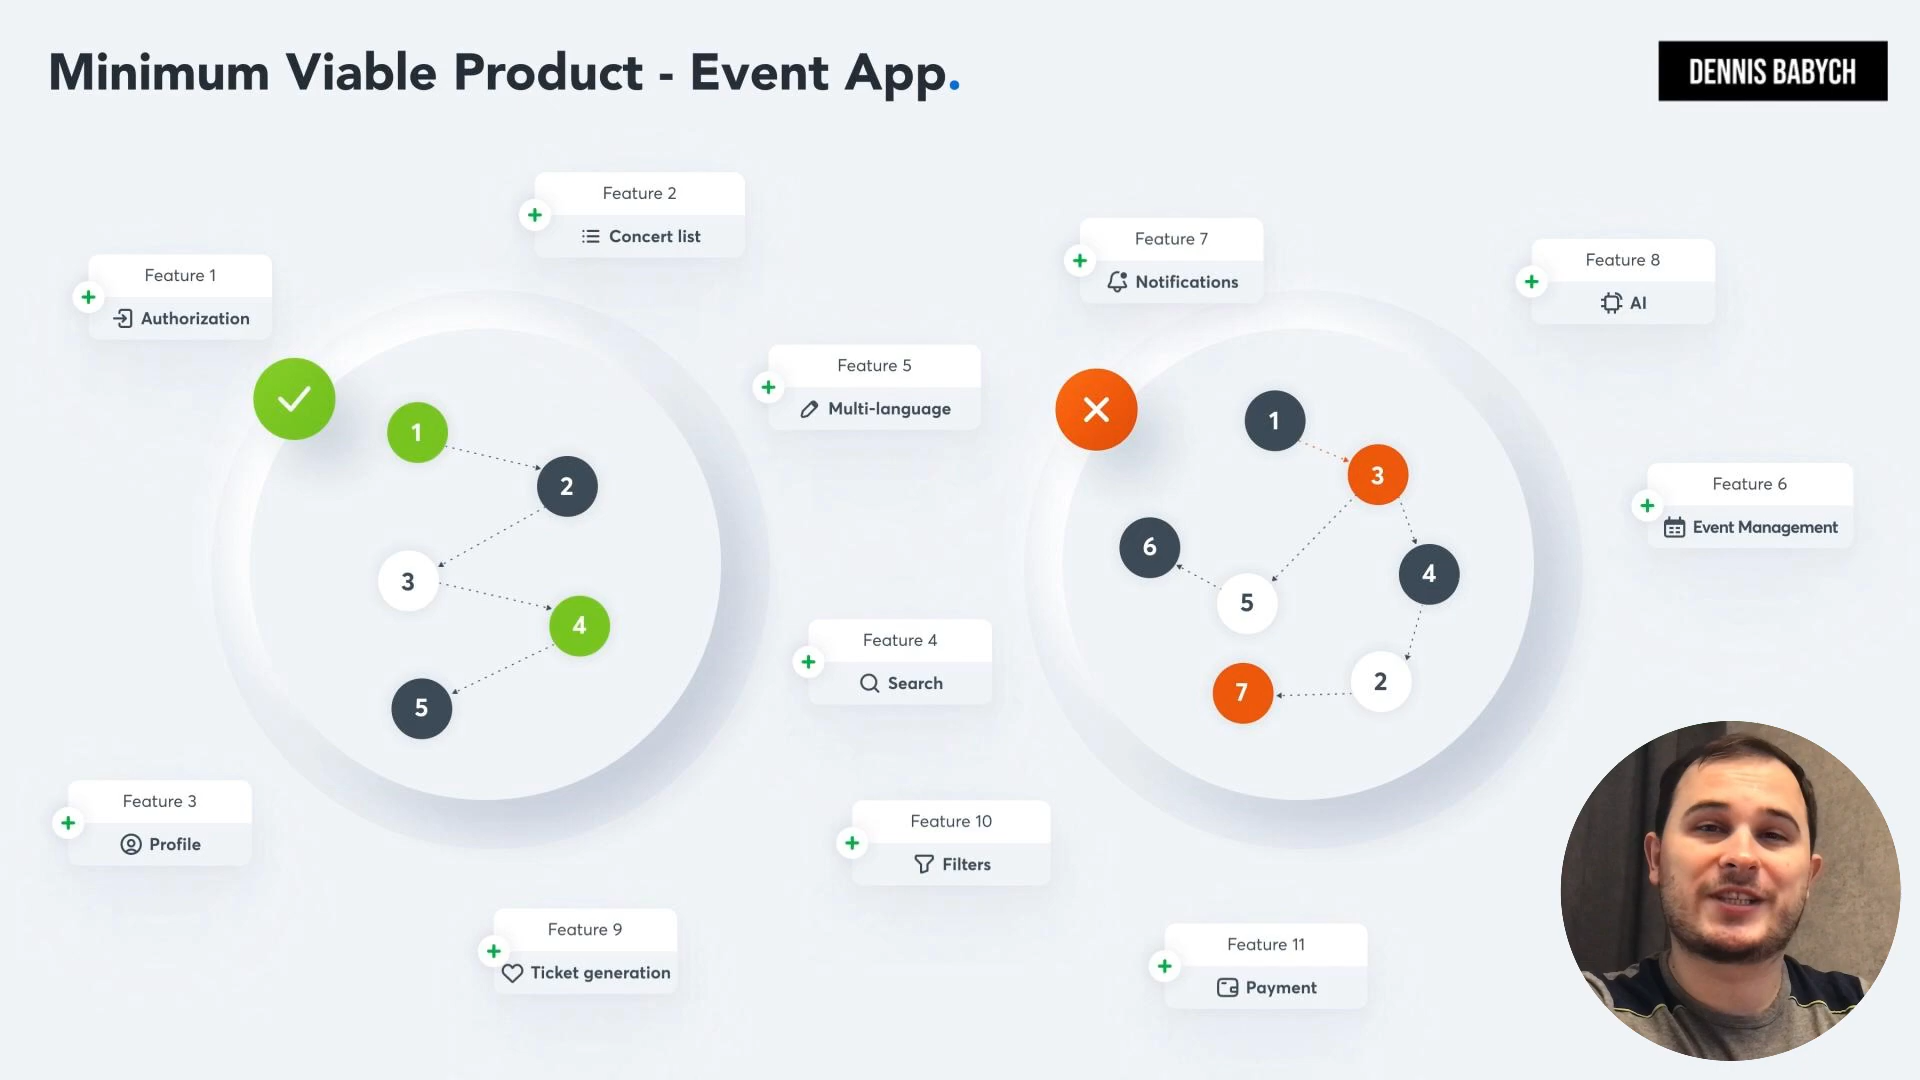 Minimum Viable Product - Event App.
DENNIS BABYCH
Feature 2
Concert list
Feature 1
Authorization
Feature 7
Notifications
Feature 8
AI
Feature 5
Multi-language
1
2
3
4
5
1
3
6
4
5
2
7
Feature 6
Event Management
Feature 4
Search
Feature 3
Profile
Feature 10
Filters
Feature 9
Ticket generation
Feature 11
Payment